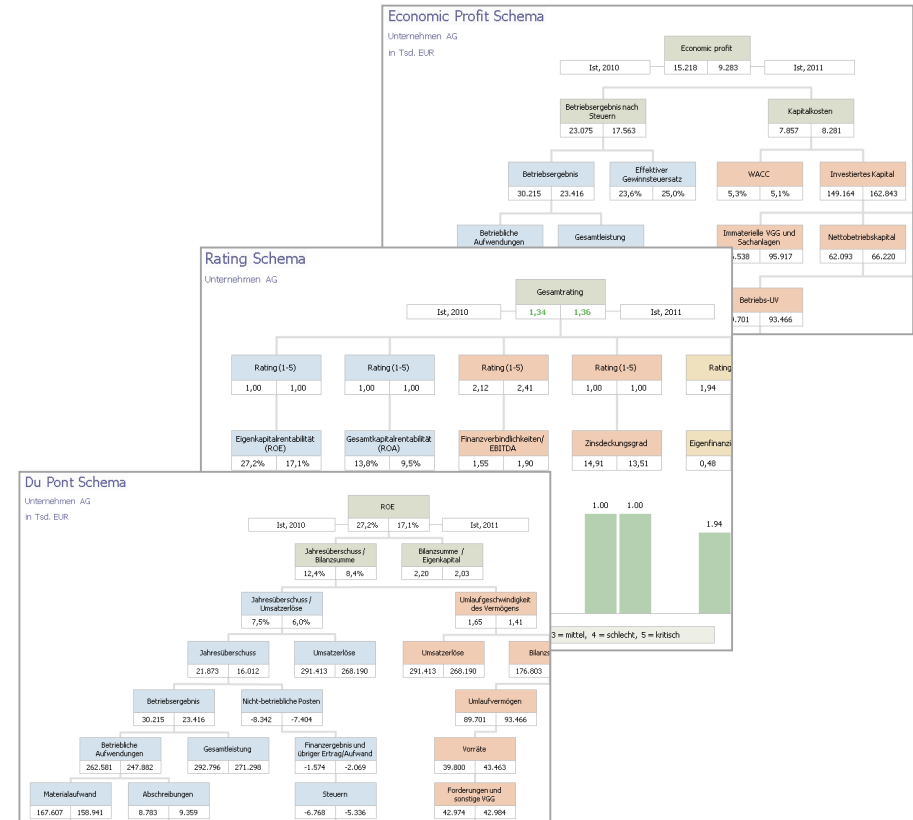 Economic Profit Schema
Unternehmen AG
in Tsd. EUR
Economic profit
Ist, 2010 15.218 9.283 Ist, 2011
Betriebsergebnis nach Steuern
Kapitalkosten
23.075 17.563 7.857 8.281
Betriebsergebnis
Effektiver Gewinnsteuersatz
WACC
Investiertes Kapital
30.215 23.416 23,6% 25,0% 5,3% 5,1% 149.164 162.843
Betriebliche Aufwendungen
Gesamtleistung
Immaterielle VGG und Sachanlagen
Nettobetriebskapital
.538 95.917 62.093 66.220
Betriebs-UV
.701 93.466
Rating Schema
Unternehmen AG
Gesamtrating
Ist, 2010 1,34 1,36 Ist, 2011
Rating (1-5) Rating (1-5) Rating (1-5) Rating (1-5) Rating
1,00 1,00 1,00 1,00 2,12 2,41 1,00 1,00 1,94
Eigenkapitalrentabilität (ROE)
Gesamtkapitalrentabilität (ROA)
Finanzverbindlichkeiten/ EBITDA
Zinsdeckungsgrad
Eigenfinanzi
27,2% 17,1% 13,8% 9,5% 1,55 1,90 14,91 13,51 0,48
1.00 1.00
1.94
3 = mittel, 4 = schlecht, 5 = kritisch
Du Pont Schema
Unternehmen AG
in Tsd. EUR
ROE
Ist, 2010 27,2% 17,1% Ist, 2011
Jahresüberschuss / Bilanzsumme
Bilanzsumme / Eigenkapital
12,4% 8,4% 2,20 2,03
Jahresüberschuss / Umsatzerlöse
Umlaufgeschwindigkeit des Vermögens
7,5% 6,0% 1,65 1,41
Jahresüberschuss Umsatzerlöse Umsatzerlöse Bilanzs
21.873 16.012 291.413 268.190 291.413 268.190 176.803
Betriebsergebnis Nicht-betriebliche Posten Umlaufvermögen
30.215 23.416 -8.342 -7.404 89.701 93.466
Betriebliche Aufwendungen
Gesamtleistung
Finanzergebnis und übriger Ertrag/Aufwand
Vorräte
262.581 247.882 292.796 271.298 -1.574 -2.069 39.800 43.463
Materialaufwand
Abschreibungen
Steuern
Forderungen und sonstige VGG
167.607 158.941 8.783 9.359 -6.768 -5.336 42.974 42.984